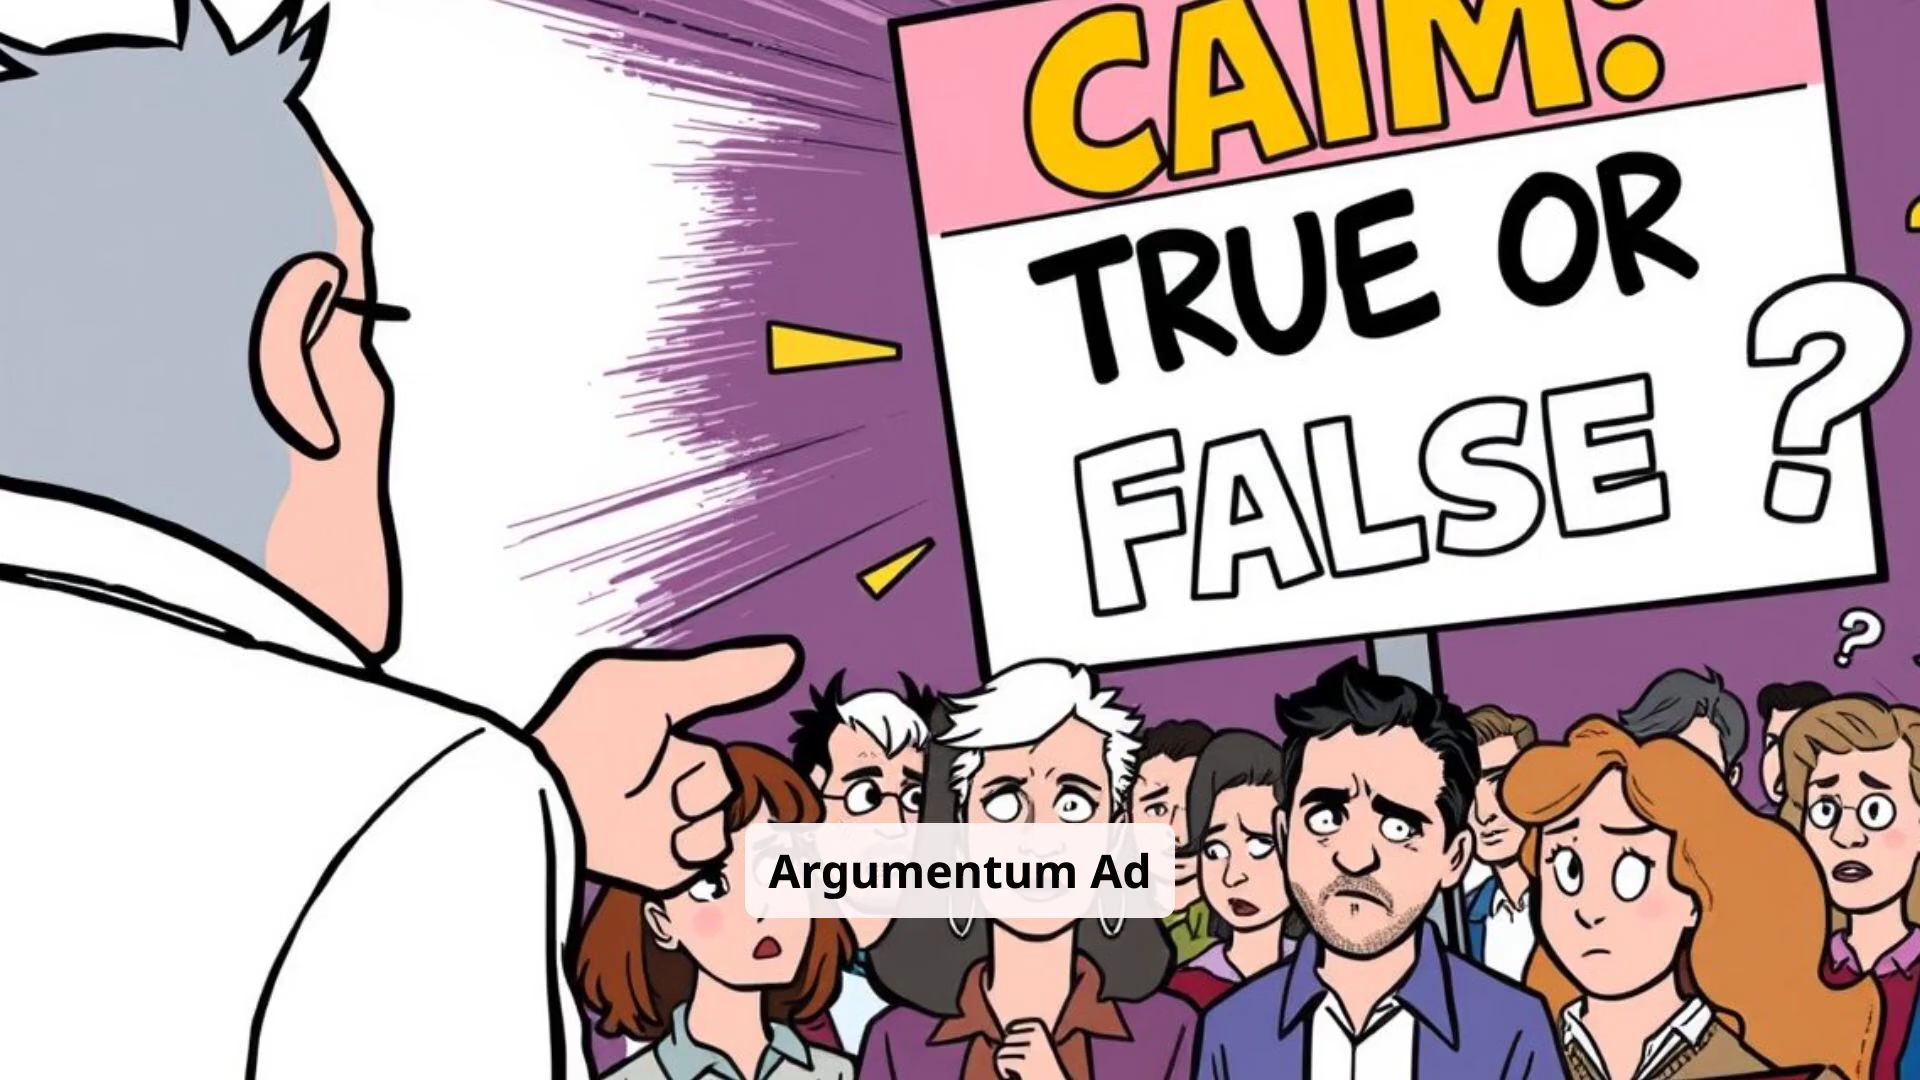 CAIM:
TRUE OR
FALSE ?
?
Argumentum Ad